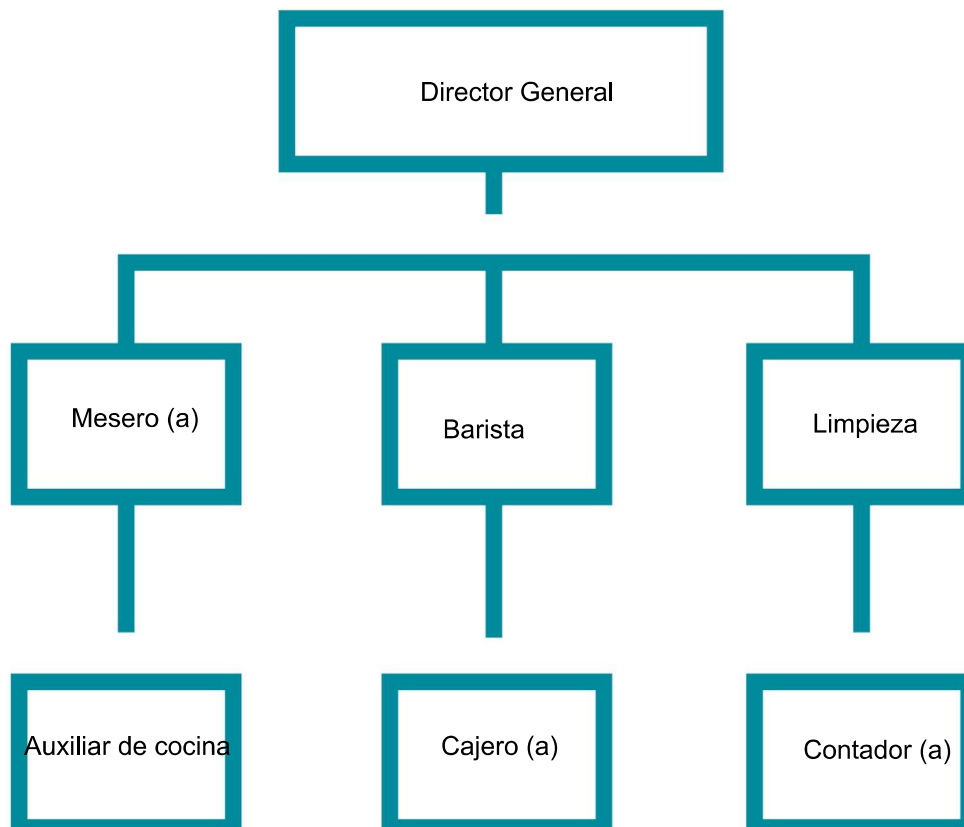 Director General
Mesero (a)
Barista
Limpieza
Auxiliar de cocina
Cajero (a)
Contador (a)